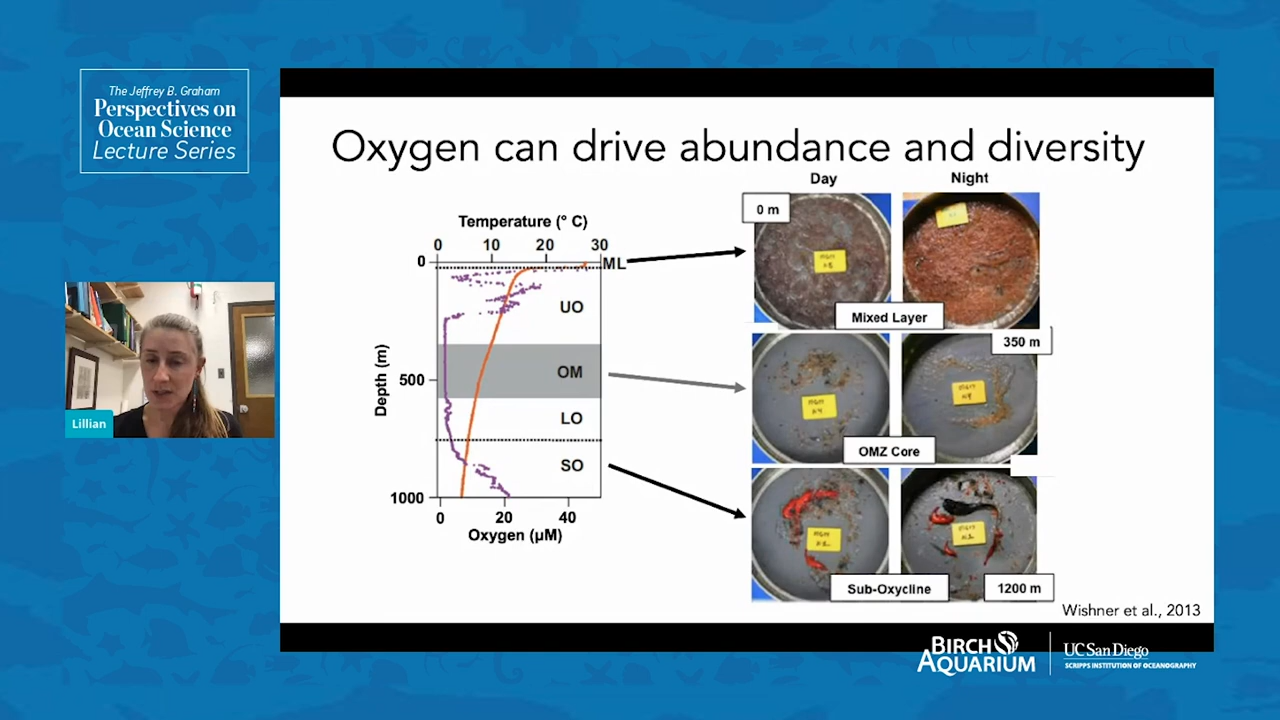 The Jeffrey B. Graham
Perspectives on
Ocean Science
Lecture Series
Oxygen can drive abundance and diversity
Day
Night
Temperature (° C)
0
10
20
30
0
500
1000
Depth (m)
ML
UO
OM
LO
SO
0
20
40
Oxygen (µM)
0 m
Mixed Layer
350 m
OMZ Core
Sub-Oxycline
1200 m
Wishner et al., 2013
Lillian
BIRCH
AQUARIUM
UC San Diego
SCRIPPS INSTITUTION OF OCEANOGRAPHY